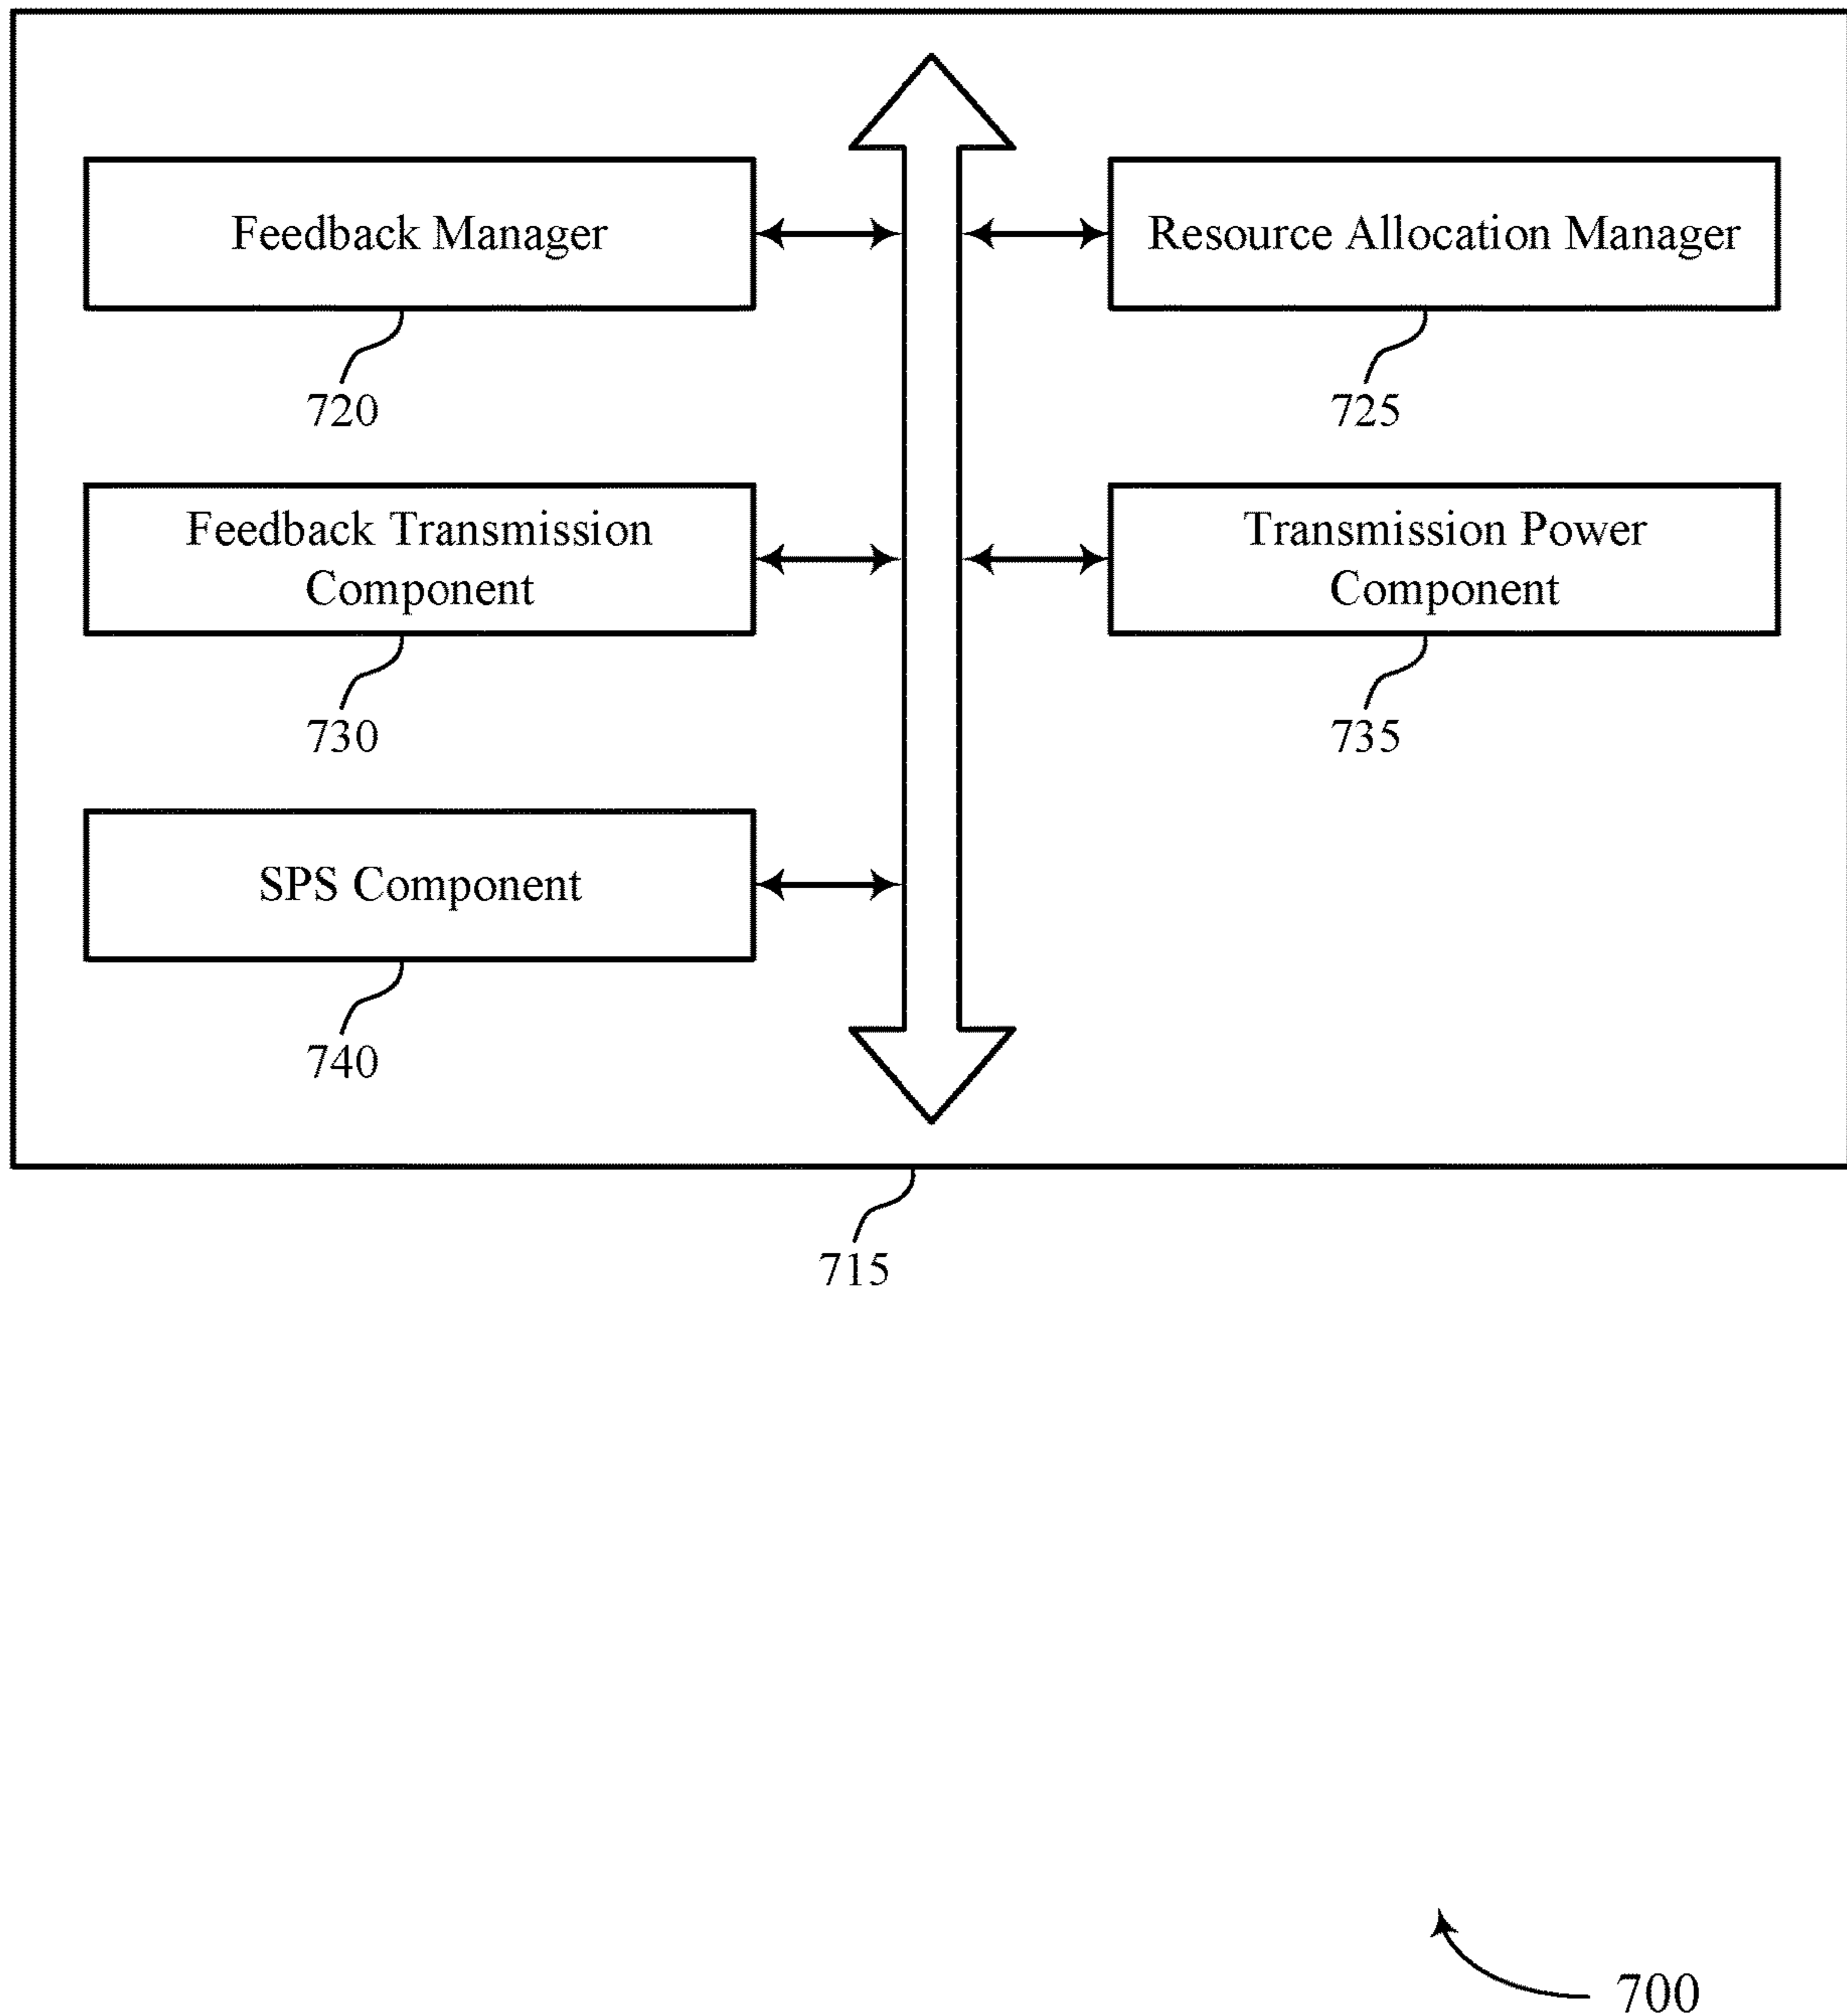 Feedback Manager
720
Resource Allocation Manager
725
Feedback Transmission
Component
730
Transmission Power
Component
735
SPS Component
740
715
700